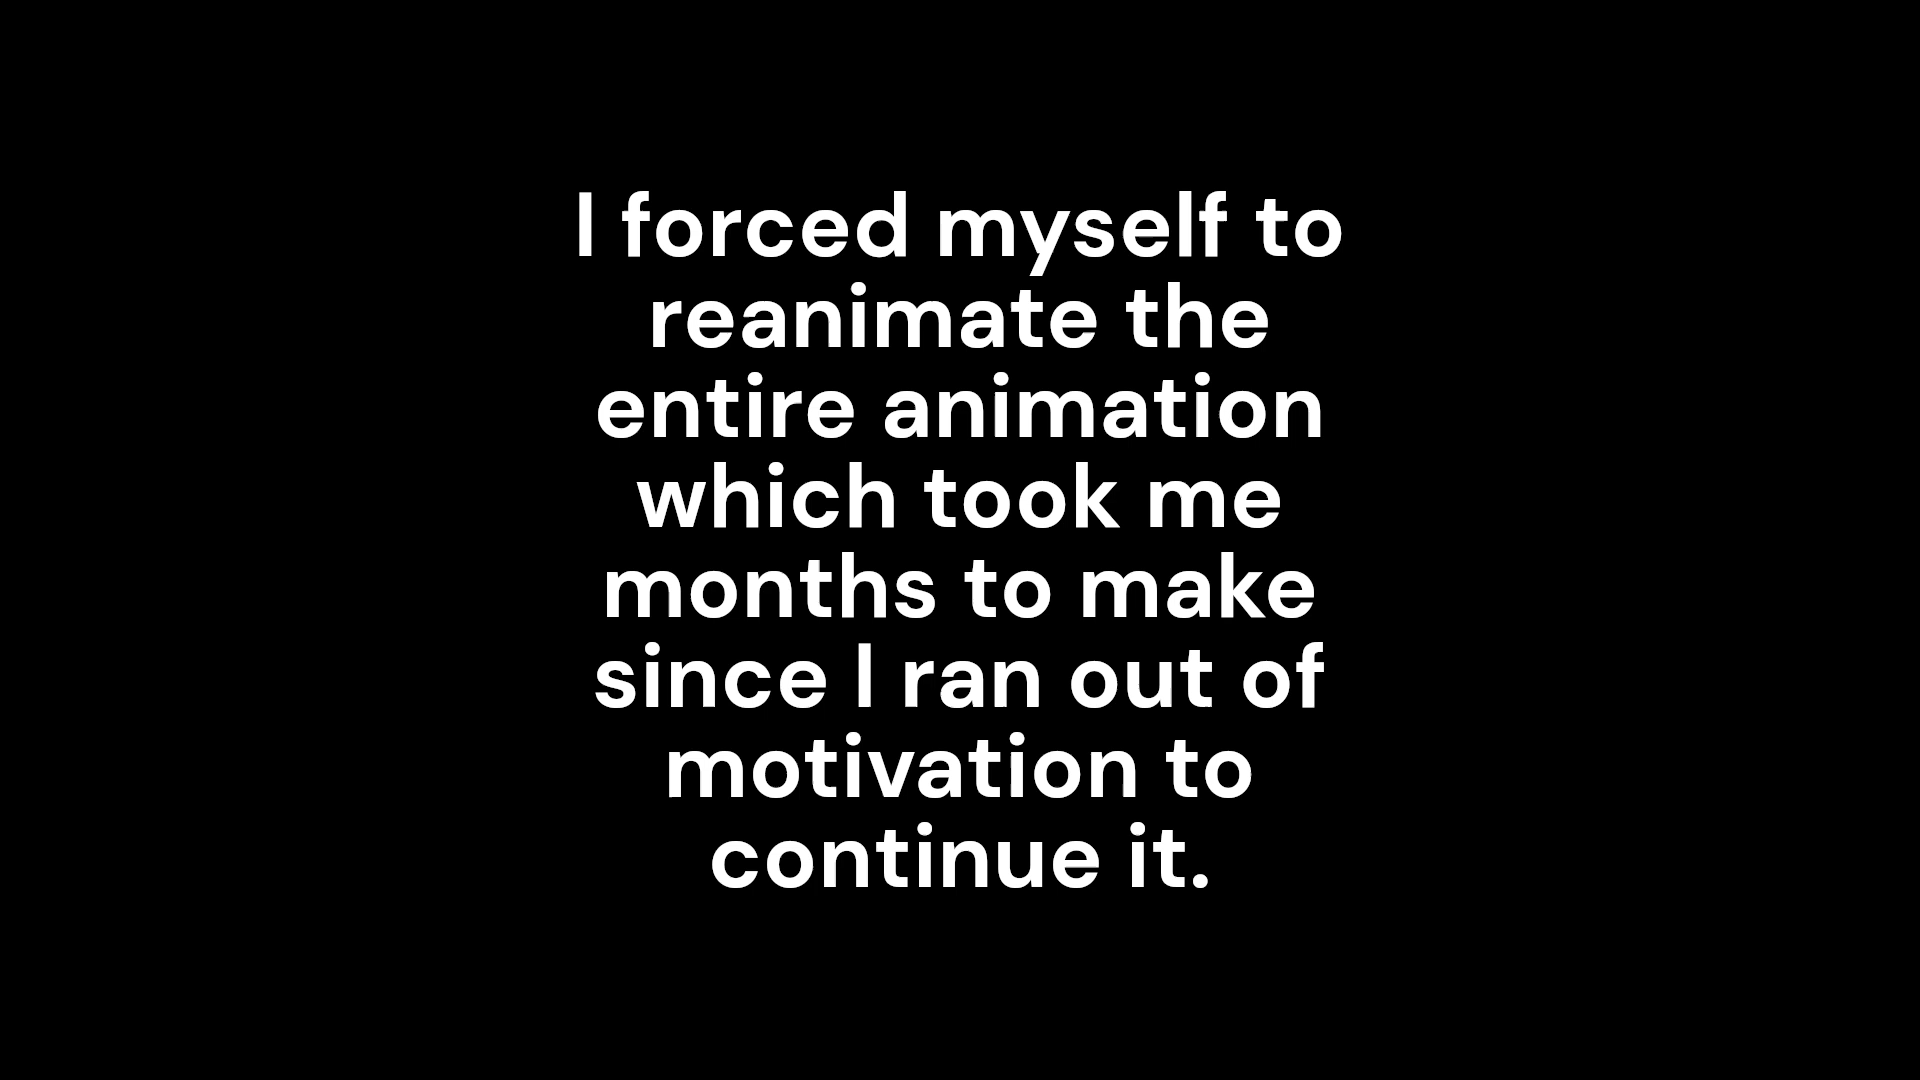 I forced myself to
reanimate the
entire animation
which took me
months to make
since I ran out of
motivation to
continue it.